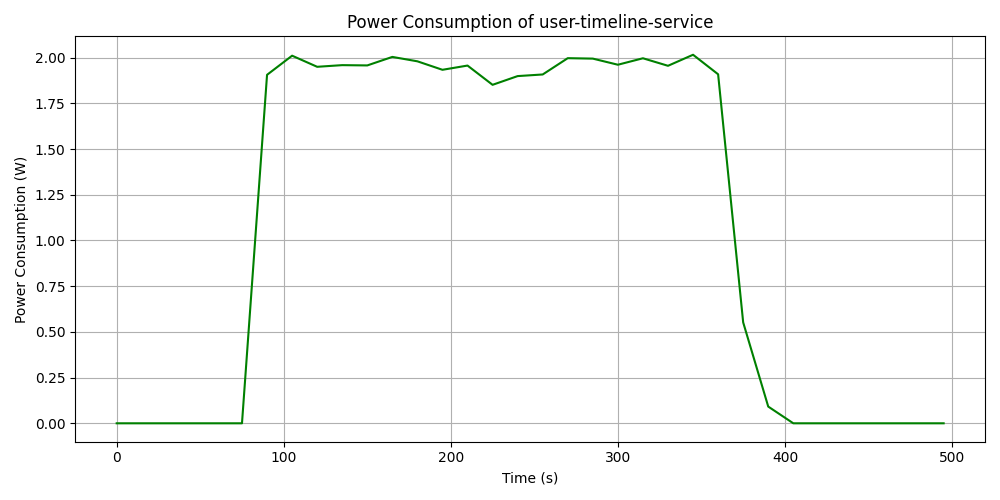 Power Consumption of user-timeline-service
2.00
1.75
1.50
1.25
1.00
0.75
0.50
0.25
0.00
Power Consumption (W)
0 100 200 300 400 500
Time (s)